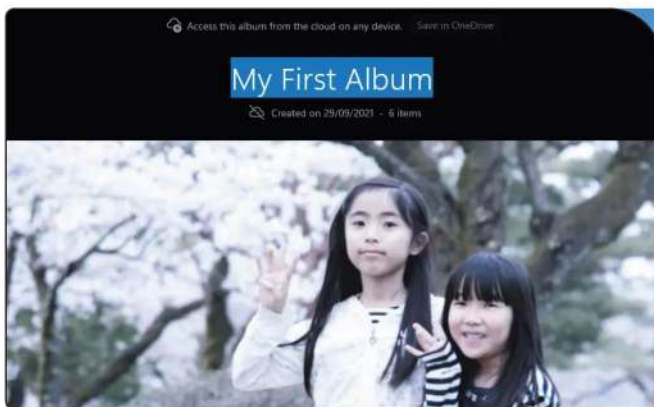 Access this album from the cloud on any device. Save in OneDrive
My First Album
Created on 29/09/2021 - 6 items